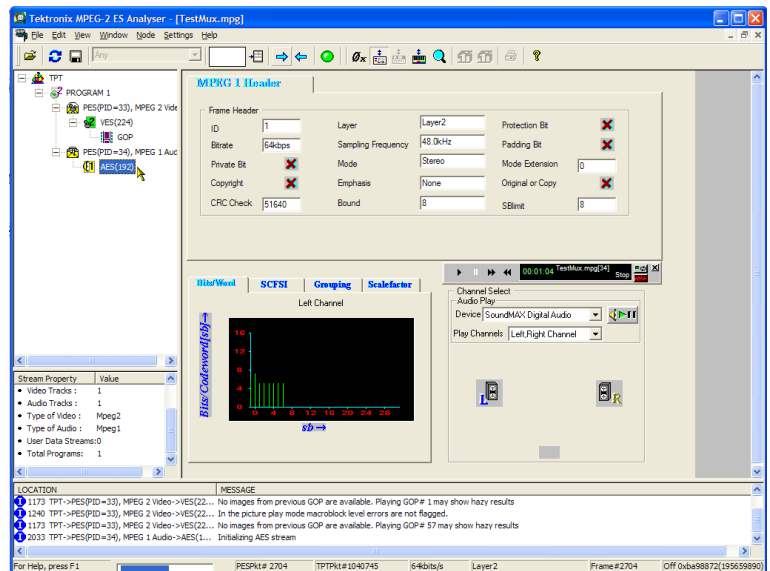 Tektronix MPEG-2 ES Analyser - [TestMux.mpg]
File Edit View Window Node Settings Help
Any
TPT
PROGRAM 1
PES(PID=33), MPEG 2 Vide
VES(224)
GOP
PES(PID=34), MPEG 1 Auc
AES(192)
MPEG 1 Header
Frame Header
ID 1 Layer Layer2 Protection Bit
Bitrate 64kbps Sampling Frequency 48.0kHz Padding Bit
Private Bit Mode Stereo Mode Extension 0
Copyright Emphasis None Original or Copy
CRC Check 51640 Bound 8 SBlimit 8
00:01:04 TestMux.mpg[34] Stop
Bits/Word SCFSI Grouping Scalefactor
Left Channel
Bits/Codeword[sb]→
16
12
8
4
0
0 4 8 12 16 20 24 28
sb→
Channel Select
Audio Play
Device SoundMAX Digital Audio
Play Channels Left,Right Channel
L R
Stream Property Value
Video Tracks : 1
Audio Tracks : 1
Type of Video : Mpeg2
Type of Audio : Mpeg1
User Data Streams:0
Total Programs: 1
LOCATION MESSAGE
1173 TPT->PES(PID=33), MPEG 2 Video->VES(22... No images from previous GOP are available. Playing GOP# 1 may show hazy results
1240 TPT->PES(PID=33), MPEG 2 Video->VES(22... In the picture play mode macroblock level errors are not flagged.
1173 TPT->PES(PID=33), MPEG 2 Video->VES(22... No images from previous GOP are available. Playing GOP# 57 may show hazy results
2033 TPT->PES(PID=34), MPEG 1 Audio->AES(1... Initializing AES stream
For Help, press F1 PESPkt# 2704 TPTPkt#1040745 64kbits/s Layer2 Frame#2704 Off 0xba98872(195659890)